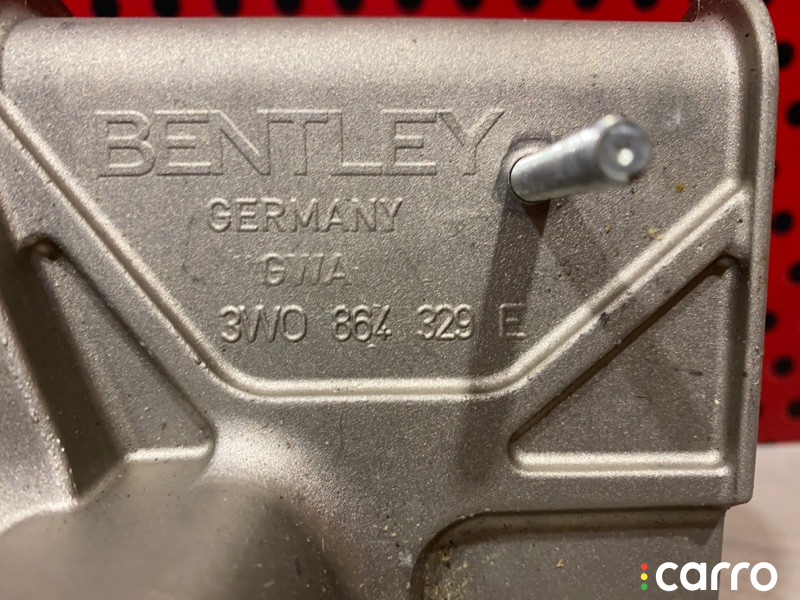 BENTLEY
GERMANY
GWA
3W0 864 329 E
carro